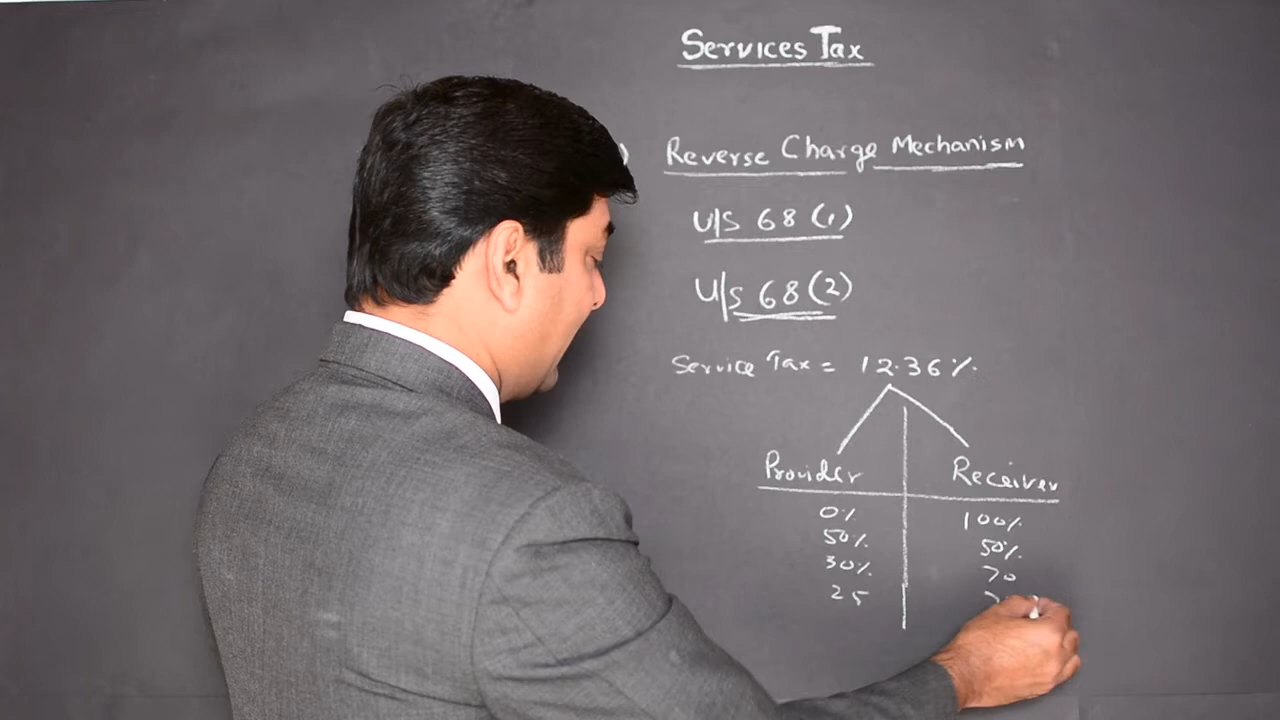 Services Tax
) Reverse Charge Mechanism
U/S 68 (1)
U/S 68 (2)
Service Tax = 12.36%
Provider Receiver
0% 100%
50% 50%
30% 70
25